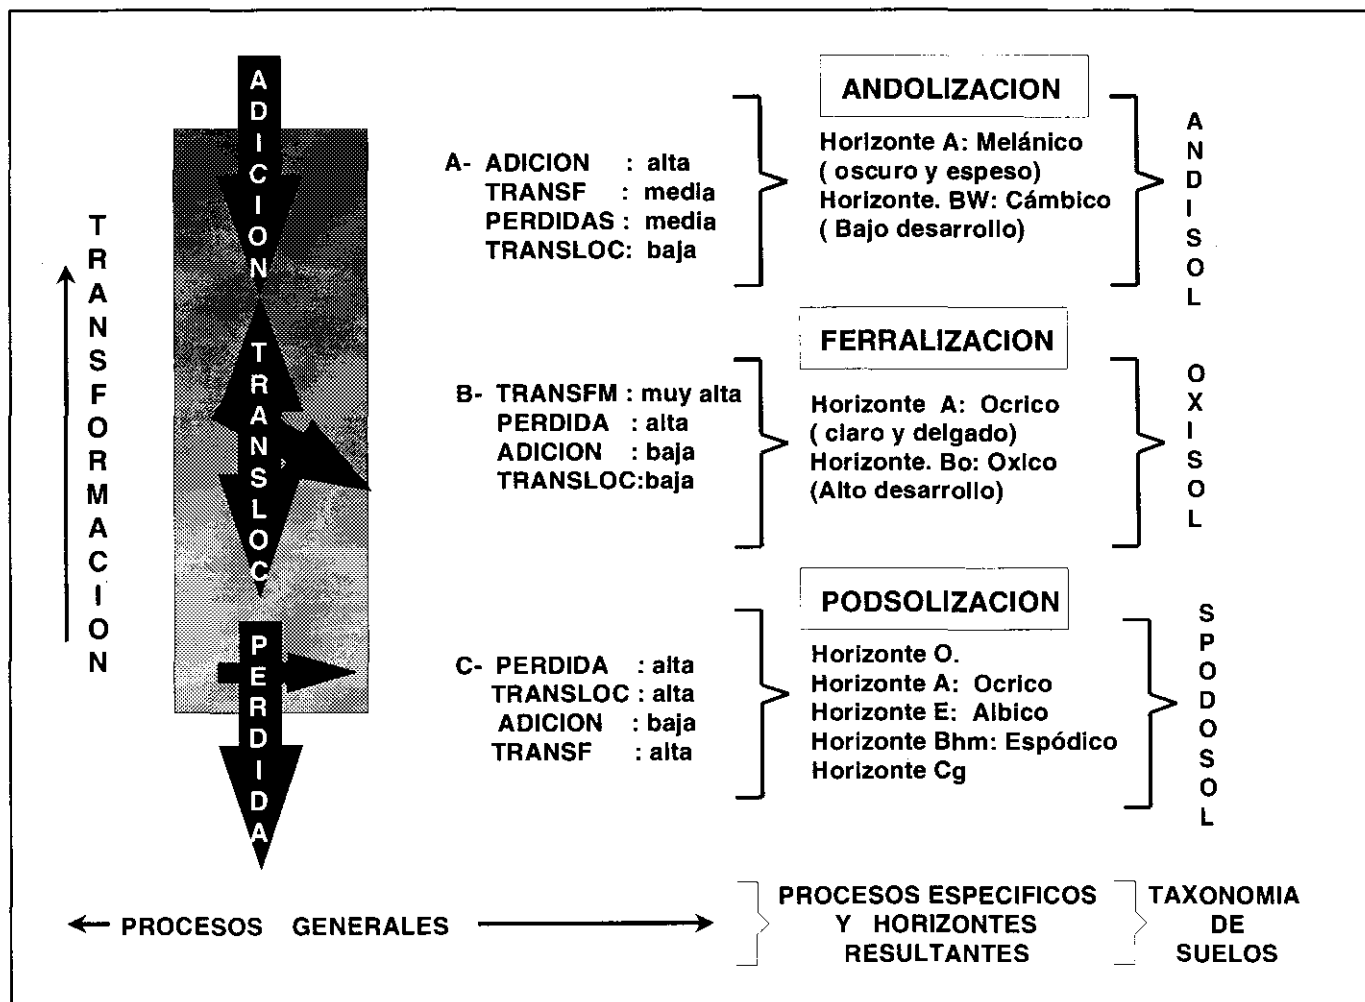 TRANSFORMACION
ADICION
TRANSLOC
PERDIDA
A- ADICION : alta
TRANSF : media
PERDIDAS : media
TRANSLOC: baja
ANDOLIZACION
Horizonte A: Melánico
( oscuro y espeso)
Horizonte. BW: Cámbico
( Bajo desarrollo)
ANDISOL
B- TRANSFM : muy alta
PERDIDA : alta
ADICION : baja
TRANSLOC:baja
FERRALIZACION
Horizonte A: Ocrico
( claro y delgado)
Horizonte. Bo: Oxico
(Alto desarrollo)
OXISOL
C- PERDIDA : alta
TRANSLOC : alta
ADICION : baja
TRANSF : alta
PODSOLIZACION
Horizonte O.
Horizonte A: Ocrico
Horizonte E: Albico
Horizonte Bhm: Espódico
Horizonte Cg
SPODOSOL
PROCESOS GENERALES
PROCESOS ESPECIFICOS
Y HORIZONTES
RESULTANTES
TAXONOMIA
DE
SUELOS